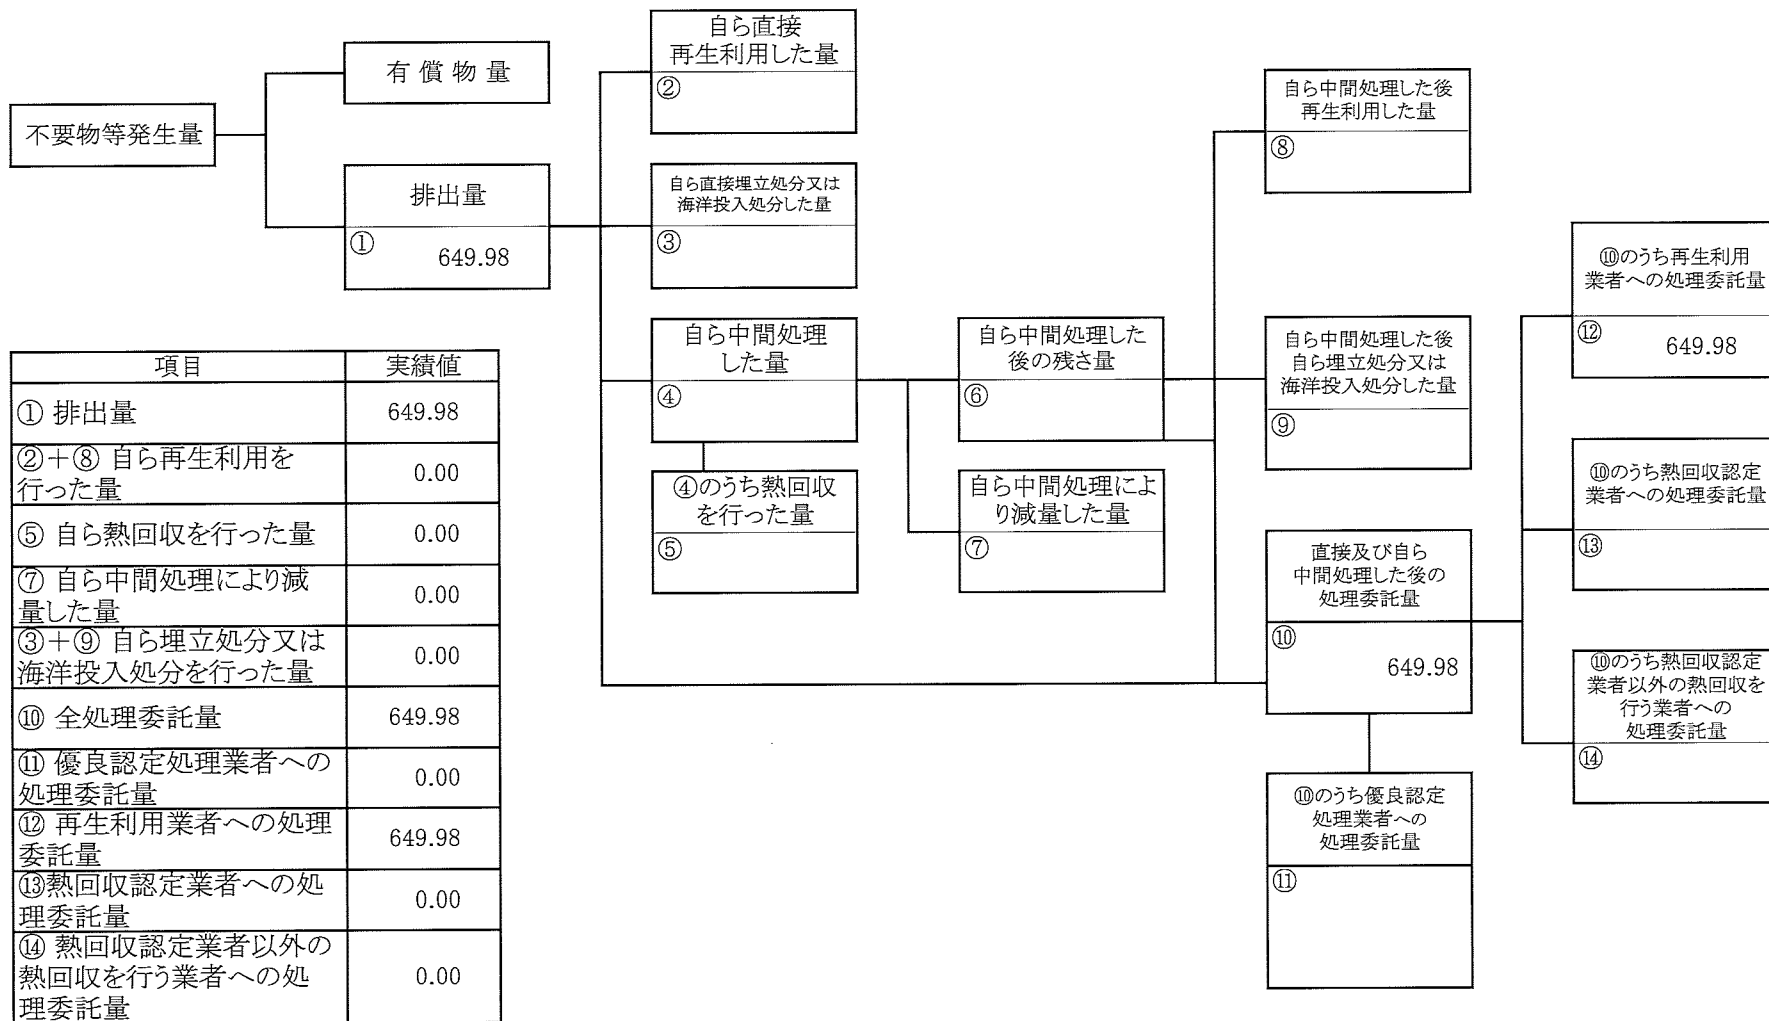 不要物等発生量
有償物量
排出量
①
649.98
自ら直接
再生利用した量
②
自ら直接埋立処分又は
海洋投入処分した量
③
自ら中間処理
した量
④
④のうち熱回収
を行った量
⑤
自ら中間処理した
後の残さ量
⑥
自ら中間処理によ
り減量した量
⑦
自ら中間処理した後
再生利用した量
⑧
自ら中間処理した後
自ら埋立処分又は
海洋投入処分した量
⑨
直接及び自ら
中間処理した後の
処理委託量
⑩
649.98
⑩のうち優良認定
処理業者への
処理委託量
⑪
⑩のうち再生利用
業者への処理委託量
⑫
649.98
⑩のうち熱回収認定
業者への処理委託量
⑬
⑩のうち熱回収認定
業者以外の熱回収を
行う業者への
処理委託量
⑭
項目 実績値
① 排出量 649.98
②+⑧ 自ら再生利用を
行った量 0.00
⑤ 自ら熱回収を行った量 0.00
⑦ 自ら中間処理により減
量した量 0.00
③+⑨ 自ら埋立処分又は
海洋投入処分を行った量 0.00
⑩ 全処理委託量 649.98
⑪ 優良認定処理業者への
処理委託量 0.00
⑫ 再生利用業者への処理
委託量 649.98
⑬熱回収認定業者への処
理委託量 0.00
⑭ 熱回収認定業者以外の
熱回収を行う業者への処
理委託量 0.00